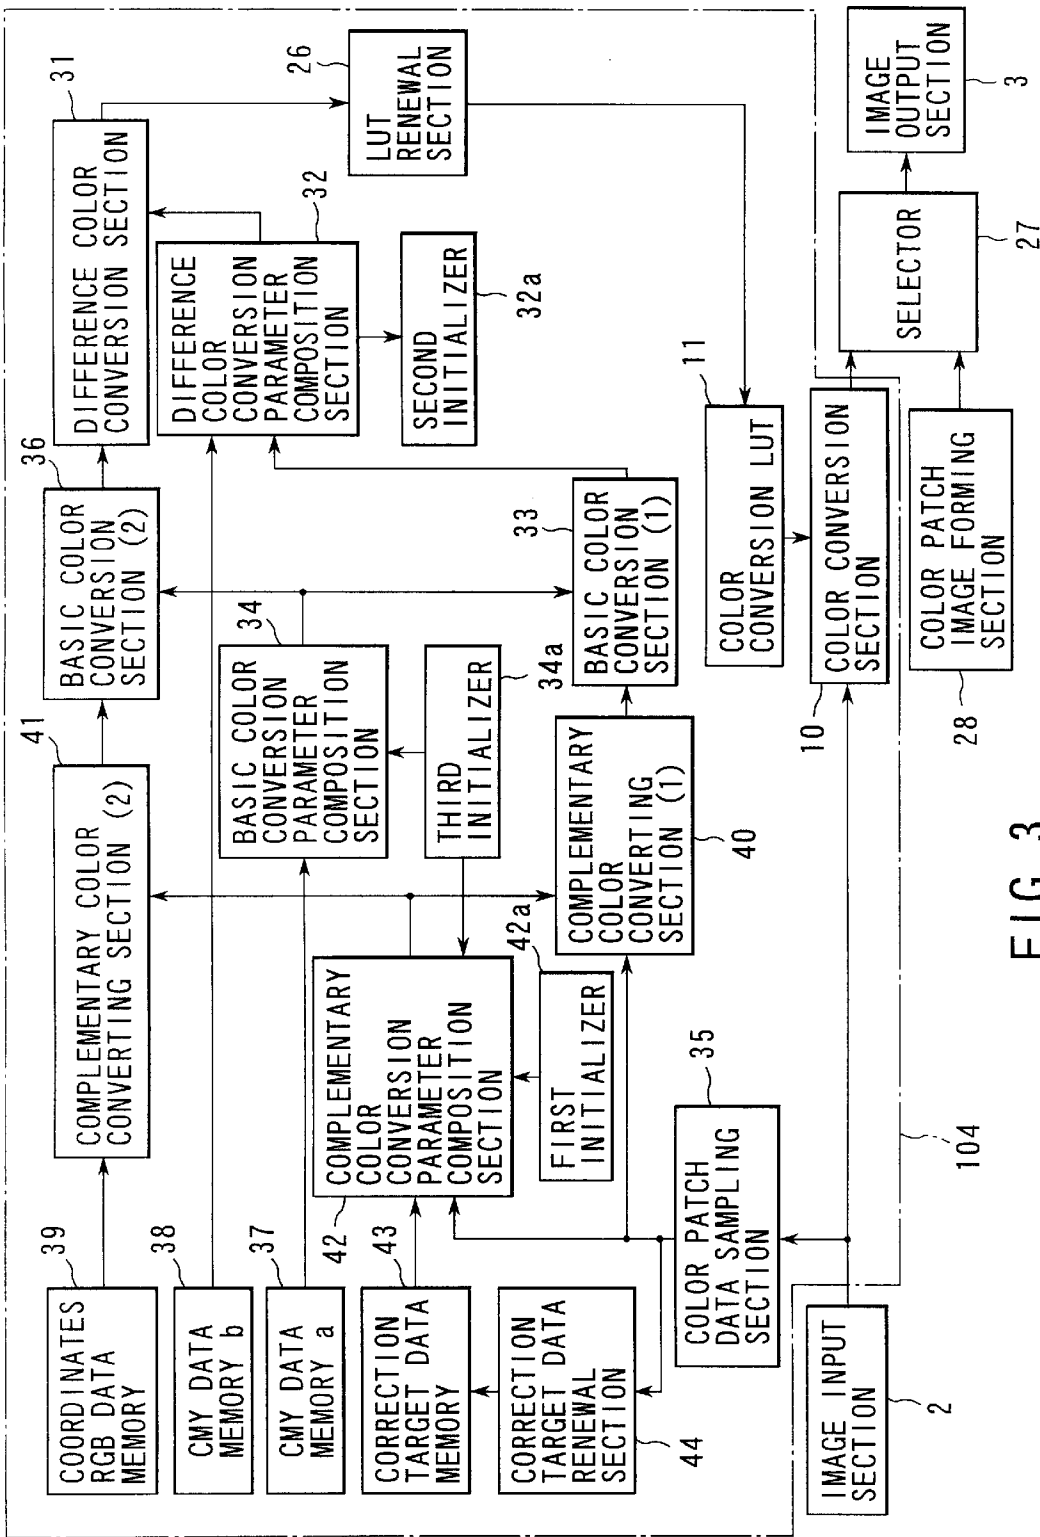 COORDINATES
RGB DATA
MEMORY
39
COMPLEMENTARY COLOR
CONVERTING SECTION (2)
41
BASIC COLOR
CONVERSION
SECTION (2)
36
DIFFERENCE COLOR
CONVERSION SECTION
31
CMY DATA
MEMORY b
38
CMY DATA
MEMORY a
37
BASIC COLOR
CONVERSION
PARAMETER
COMPOSITION
SECTION
34
DIFFERENCE
COLOR
CONVERSION
PARAMETER
COMPOSITION
SECTION
32
LUT
RENEWAL
SECTION
26
CORRECTION
TARGET DATA
MEMORY
43
COMPLEMENTARY
COLOR
CONVERSION
PARAMETER
COMPOSITION
SECTION
42
THIRD
INITIALIZER
34a
SECOND
INITIALIZER
32a
CORRECTION
TARGET DATA
RENEWAL
SECTION
44
FIRST
INITIALIZER
42a
COMPLEMENTARY
COLOR
CONVERTING
SECTION (1)
40
BASIC COLOR
CONVERSION
SECTION (1)
33
COLOR PATCH
DATA SAMPLING
SECTION
35
COLOR
CONVERSION LUT
11
IMAGE INPUT
SECTION
2
COLOR CONVERSION
SECTION
10
SELECTOR
27
IMAGE
OUTPUT
SECTION
3
104
COLOR PATCH
IMAGE FORMING
SECTION
28
FIG. 3